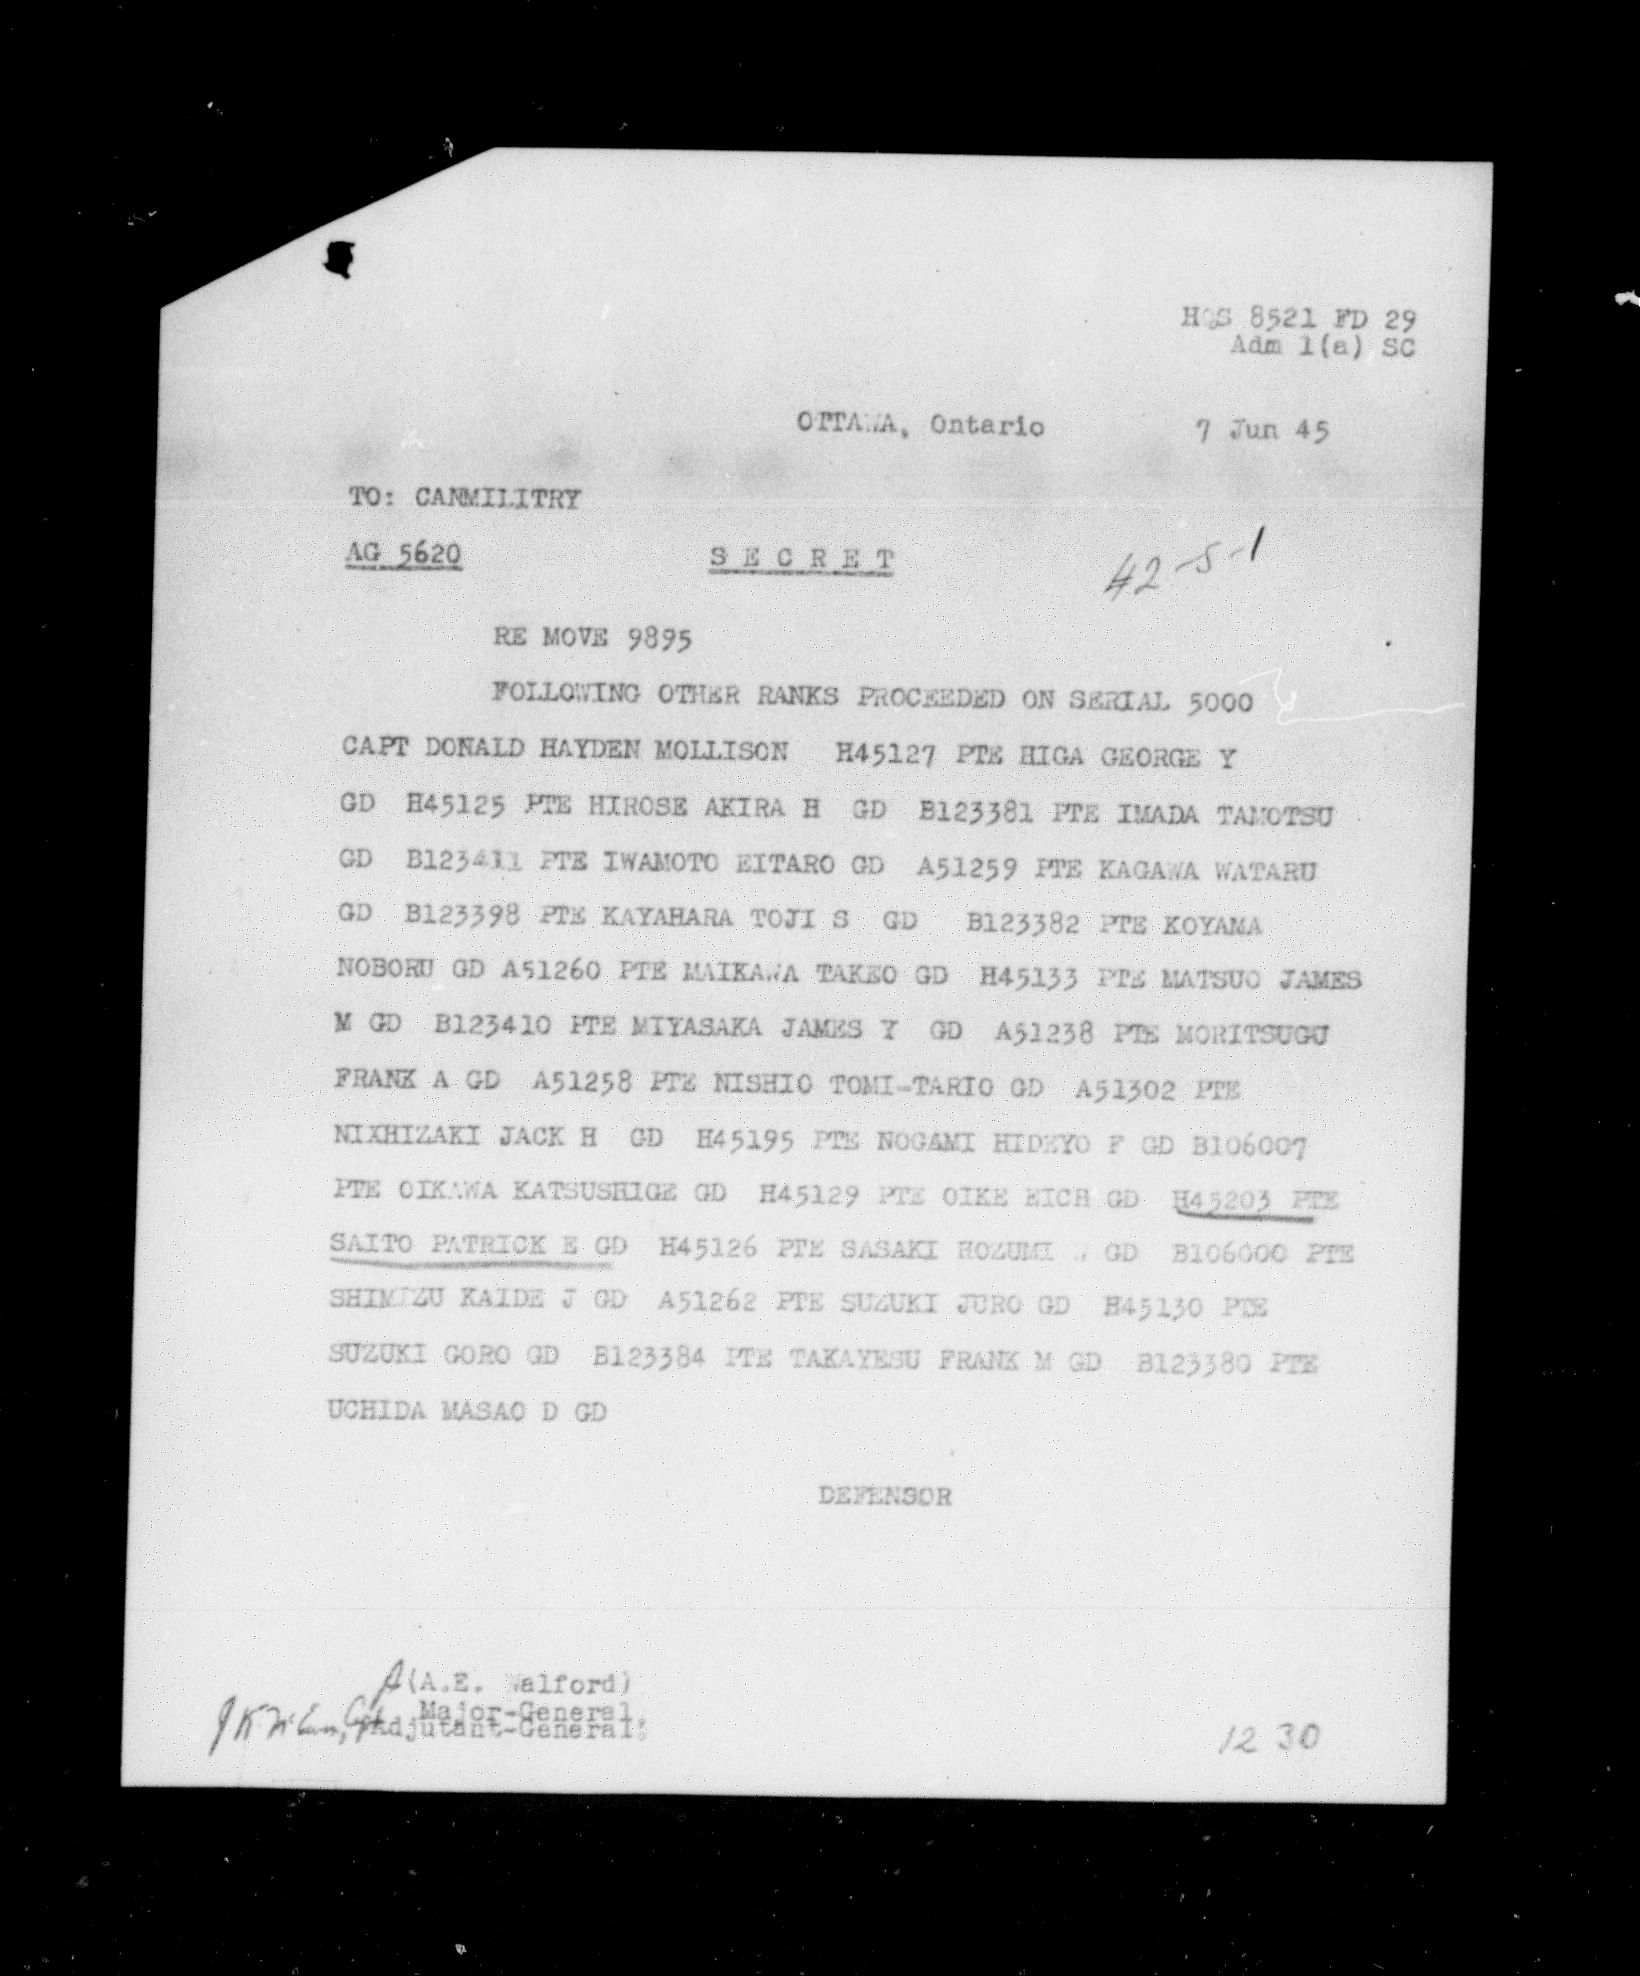 HQS 8521 FD 29
Adm 1(a) SC
OTTAWA, Ontario 7 Jun 45
TO: CANMILITRY
AG 5620 S E C R E T 42-5-1
RE MOVE 9895
FOLLOWING OTHER RANKS PROCEEDED ON SERIAL 5000
CAPT DONALD HAYDEN MOLLISON H45127 PTE HIGA GEORGE Y
GD H45125 PTE HIROSE AKIRA H GD B123381 PTE IMADA TAMOTSU
GD B123411 PTE IWAMOTO EITARO GD A51259 PTE KAGAWA WATARU
GD B123398 PTE KAYAHARA TOJI S GD B123382 PTE KOYAMA
NOBORU GD A51260 PTE MAIKAWA TAKEO GD H45133 PTE MATSUO JAMES
M GD B123410 PTE MIYASAKA JAMES Y GD A51238 PTE MORITSUGU
FRANK A GD A51258 PTE NISHIO TOMI-TARIO GD A51302 PTE
NIXHIZAKI JACK H GD H45195 PTE NOGAMI HIDEYO F GD B106007
PTE OIKAWA KATSUSHIGE GD H45129 PTE OIKE EICH GD H45203 PTE
SAITO PATRICK E GD H45126 PTE SASAKI HOZUMI W GD B106000 PTE
SHIMIZU KAIDE J GD A51262 PTE SUZUKI JURO GD H45130 PTE
SUZUKI GORO GD B123384 PTE TAKAYESU FRANK M GD B123380 PTE
UCHIDA MASAO D GD
DEFENSOR
(A.E. Walford)
Major-General,
Adjutant-General.
12 30